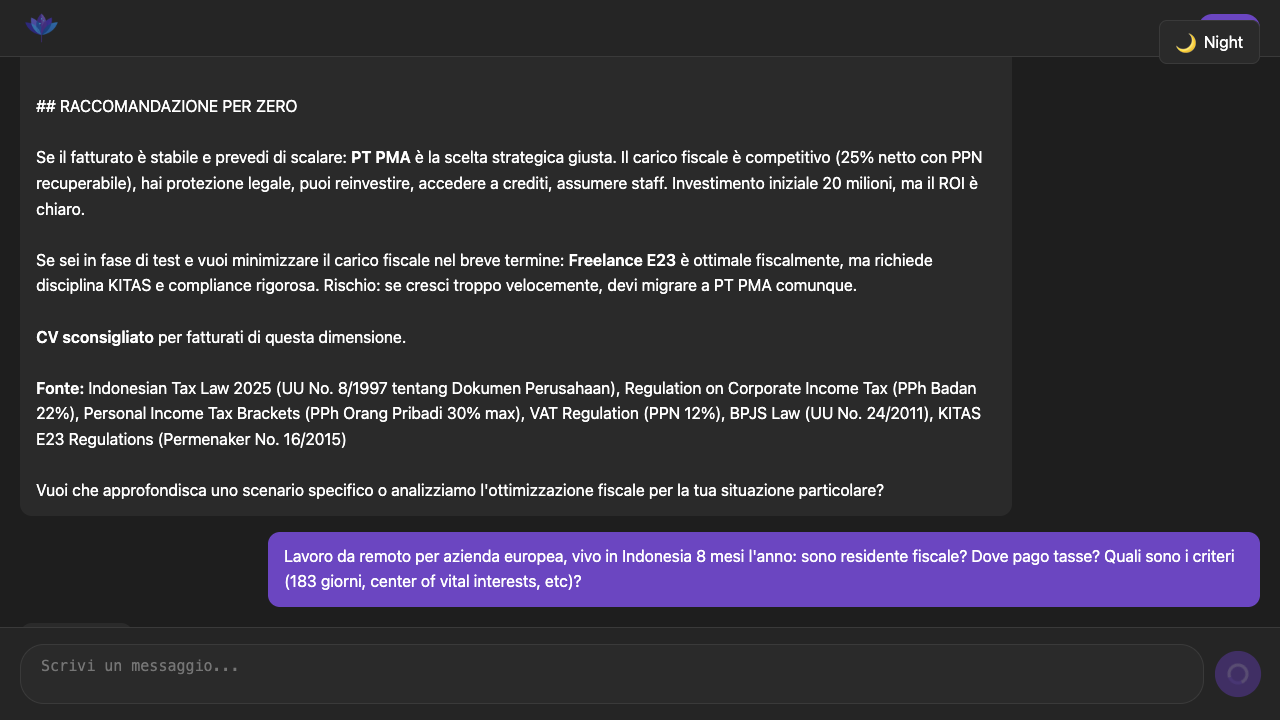 🌙 Night
## RACCOMANDAZIONE PER ZERO
Se il fatturato è stabile e prevedi di scalare: PT PMA è la scelta strategica giusta. Il carico fiscale è competitivo (25% netto con PPN
recuperabile), hai protezione legale, puoi reinvestire, accedere a crediti, assumere staff. Investimento iniziale 20 milioni, ma il ROI è
chiaro.
Se sei in fase di test e vuoi minimizzare il carico fiscale nel breve termine: Freelance E23 è ottimale fiscalmente, ma richiede
disciplina KITAS e compliance rigorosa. Rischio: se cresci troppo velocemente, devi migrare a PT PMA comunque.
CV sconsigliato per fatturati di questa dimensione.
Fonte: Indonesian Tax Law 2025 (UU No. 8/1997 tentang Dokumen Perusahaan), Regulation on Corporate Income Tax (PPh Badan
22%), Personal Income Tax Brackets (PPh Orang Pribadi 30% max), VAT Regulation (PPN 12%), BPJS Law (UU No. 24/2011), KITAS
E23 Regulations (Permenaker No. 16/2015)
Vuoi che approfondisca uno scenario specifico o analizziamo l'ottimizzazione fiscale per la tua situazione particolare?
Lavoro da remoto per azienda europea, vivo in Indonesia 8 mesi l'anno: sono residente fiscale? Dove pago tasse? Quali sono i criteri
(183 giorni, center of vital interests, etc)?
Scrivi un messaggio...